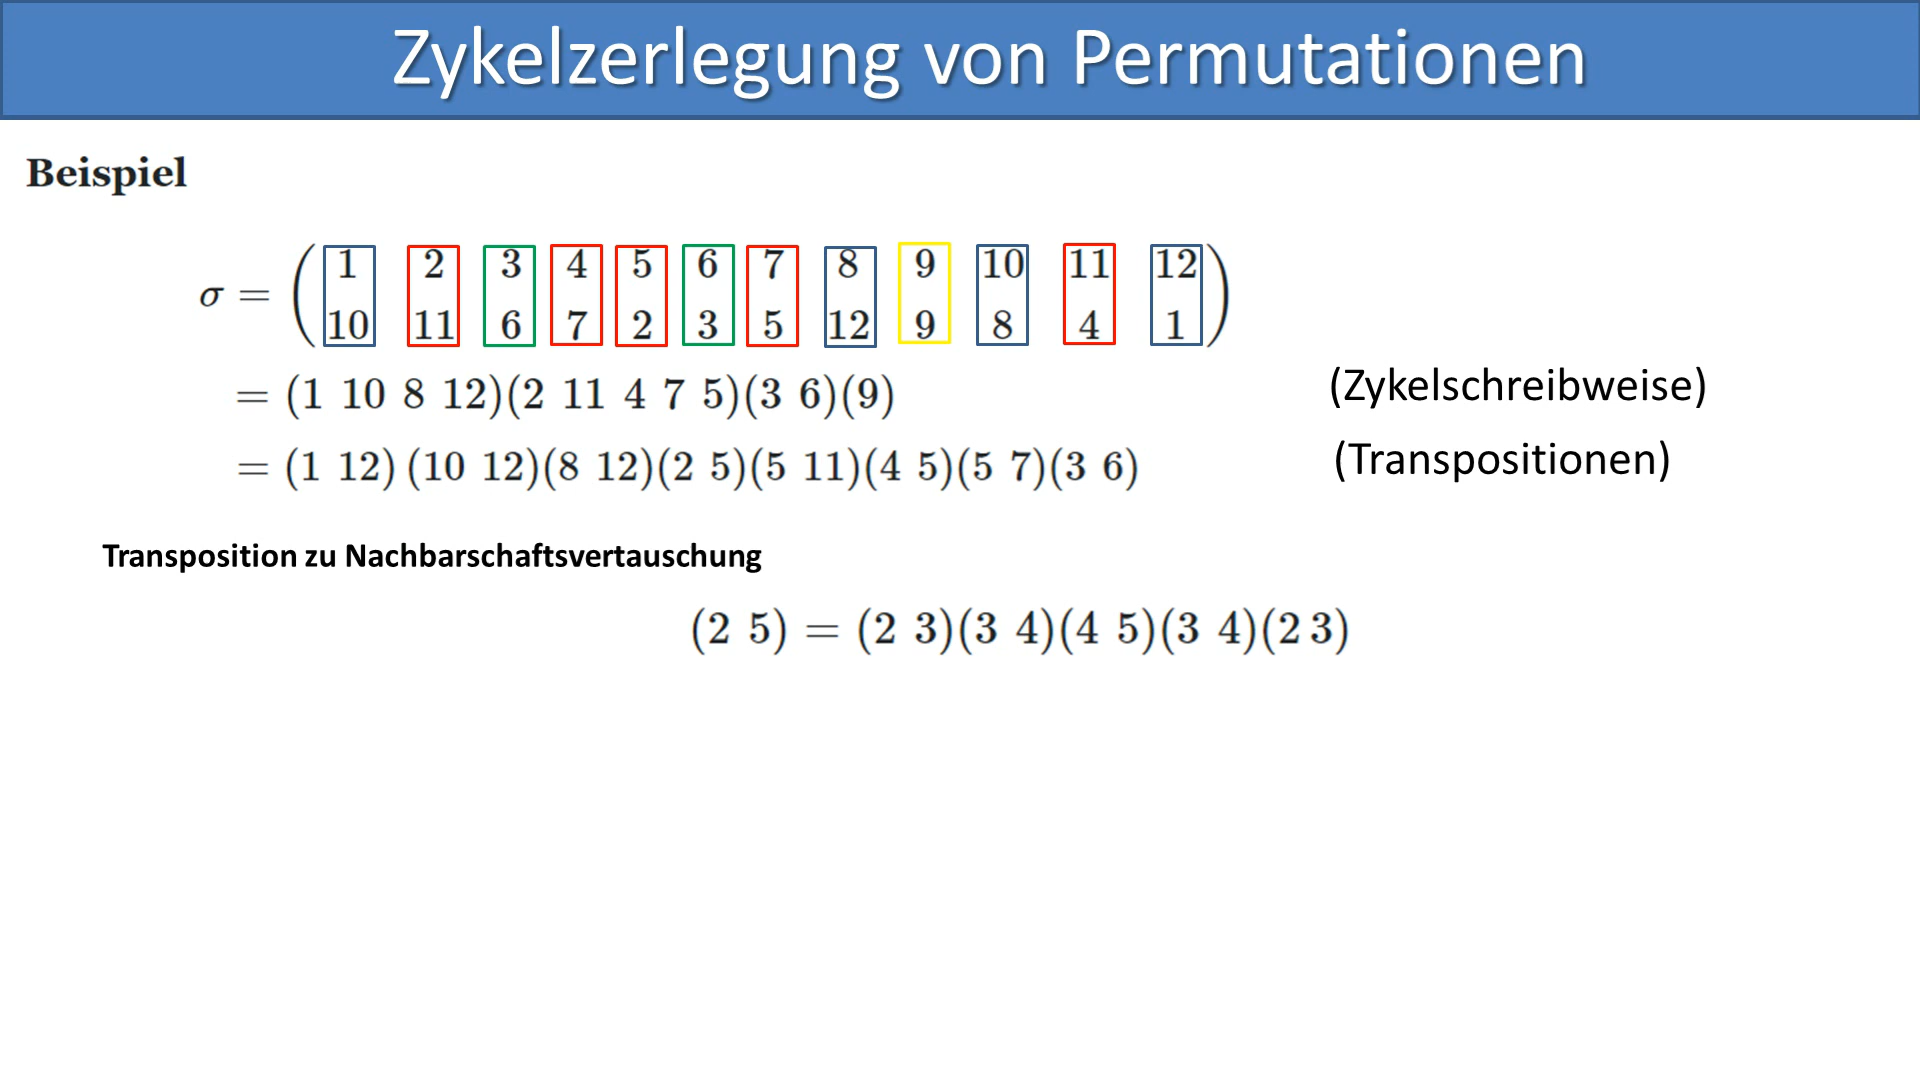 Zykelzerlegung von Permutationen
Beispiel
1 2 3 4 5 6 7 8 9 10 11 12
σ = ( )
10 11 6 7 2 3 5 12 9 8 4 1
= (1 10 8 12)(2 11 4 7 5)(3 6)(9) (Zykelschreibweise)
= (1 12) (10 12)(8 12)(2 5)(5 11)(4 5)(5 7)(3 6) (Transpositionen)
Transposition zu Nachbarschaftsvertauschung
(2 5) = (2 3)(3 4)(4 5)(3 4)(2 3)